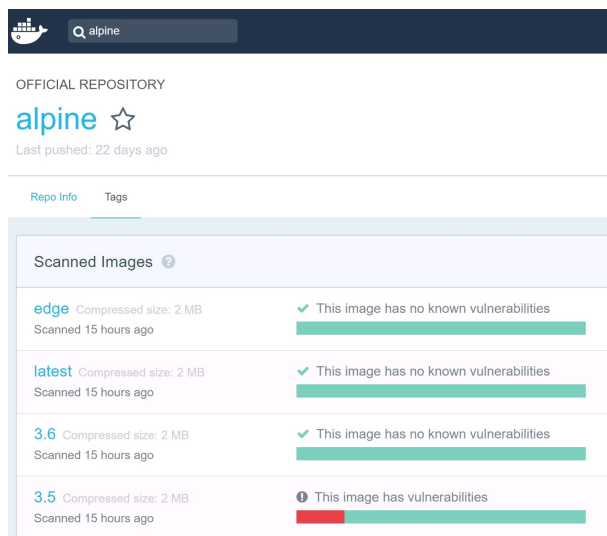 alpine
OFFICIAL REPOSITORY
alpine
Last pushed: 22 days ago
Repo Info Tags
Scanned Images ?
edge Compressed size: 2 MB
Scanned 15 hours ago
This image has no known vulnerabilities
latest Compressed size: 2 MB
Scanned 15 hours ago
This image has no known vulnerabilities
3.6 Compressed size: 2 MB
Scanned 15 hours ago
This image has no known vulnerabilities
3.5 Compressed size: 2 MB
Scanned 15 hours ago
This image has vulnerabilities